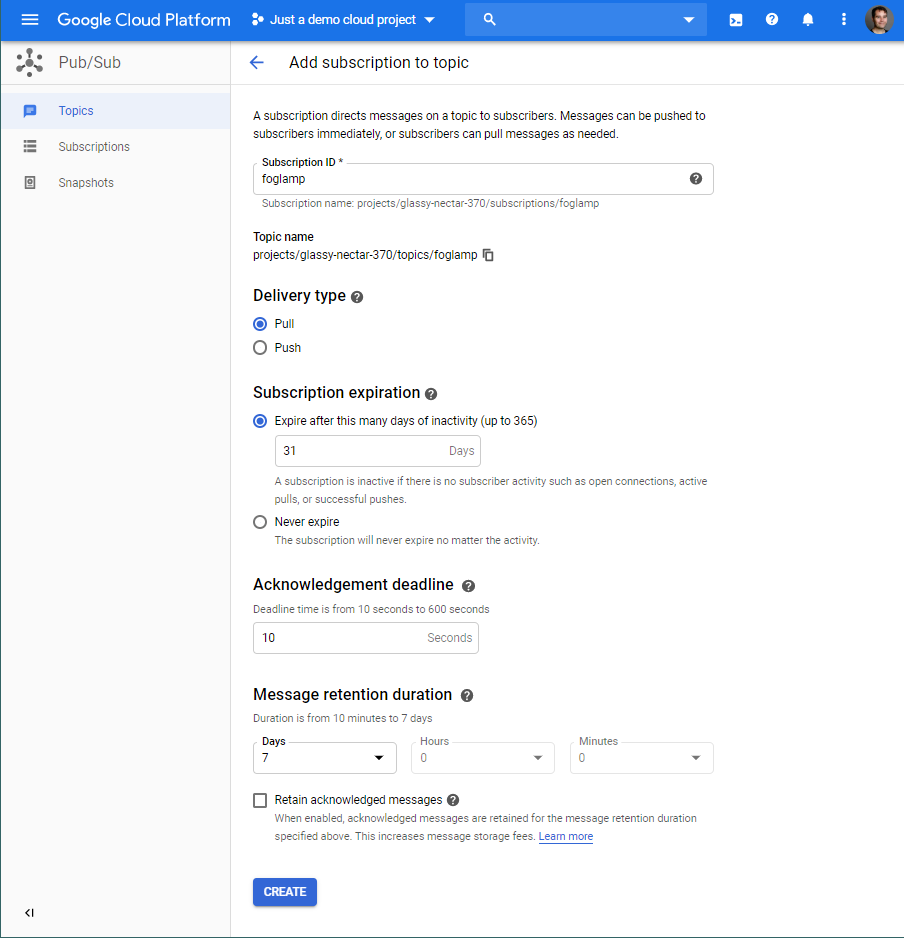 Google Cloud Platform
Just a demo cloud project
Pub/Sub
Add subscription to topic
Topics
Subscriptions
Snapshots
A subscription directs messages on a topic to subscribers. Messages can be pushed to
subscribers immediately, or subscribers can pull messages as needed.
Subscription ID *
foglamp
Subscription name: projects/glassy-nectar-370/subscriptions/foglamp
Topic name
projects/glassy-nectar-370/topics/foglamp
Delivery type
Pull
Push
Subscription expiration
Expire after this many days of inactivity (up to 365)
31 Days
A subscription is inactive if there is no subscriber activity such as open connections, active
pulls, or successful pushes.
Never expire
The subscription will never expire no matter the activity.
Acknowledgement deadline
Deadline time is from 10 seconds to 600 seconds
10 Seconds
Message retention duration
Duration is from 10 minutes to 7 days
Days
7
Hours
0
Minutes
0
Retain acknowledged messages
When enabled, acknowledged messages are retained for the message retention duration
specified above. This increases message storage fees. Learn more
CREATE